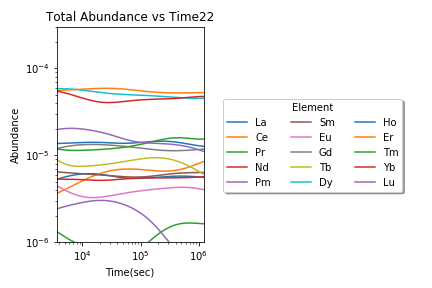 Total Abundance vs Time22
Abundance
10⁻⁴
10⁻⁵
10⁻⁶
10⁴ 10⁵ 10⁶
Time(sec)
Element
La Sm Ho
Ce Eu Er
Pr Gd Tm
Nd Tb Yb
Pm Dy Lu